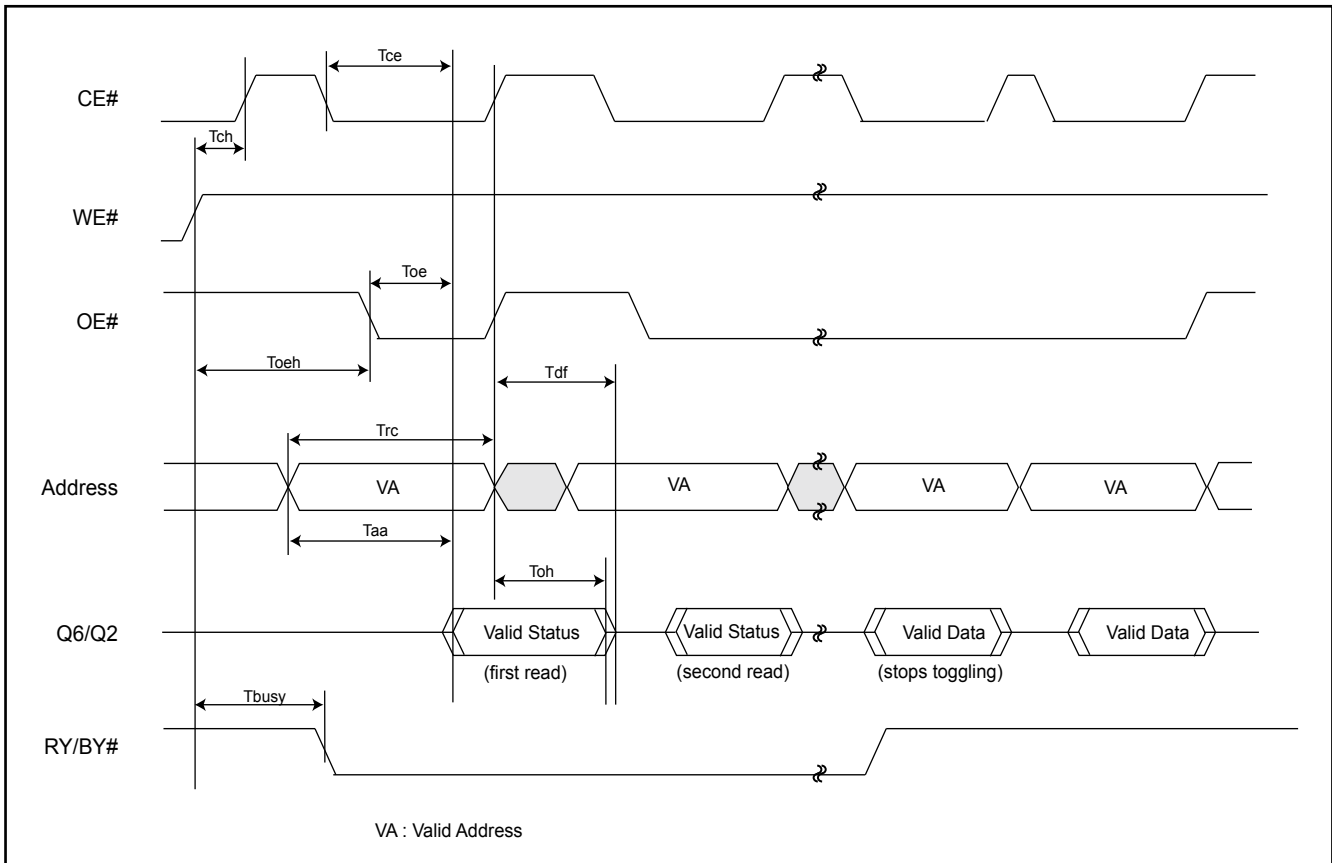 Tce
CE#
Tch
WE#
Toe
OE#
Toeh
Tdf
Trc
Address
VA
VA
VA
VA
Taa
Toh
Q6/Q2
Valid Status
Valid Status
Valid Data
Valid Data
(first read)
(second read)
(stops toggling)
Tbusy
RY/BY#
VA : Valid Address